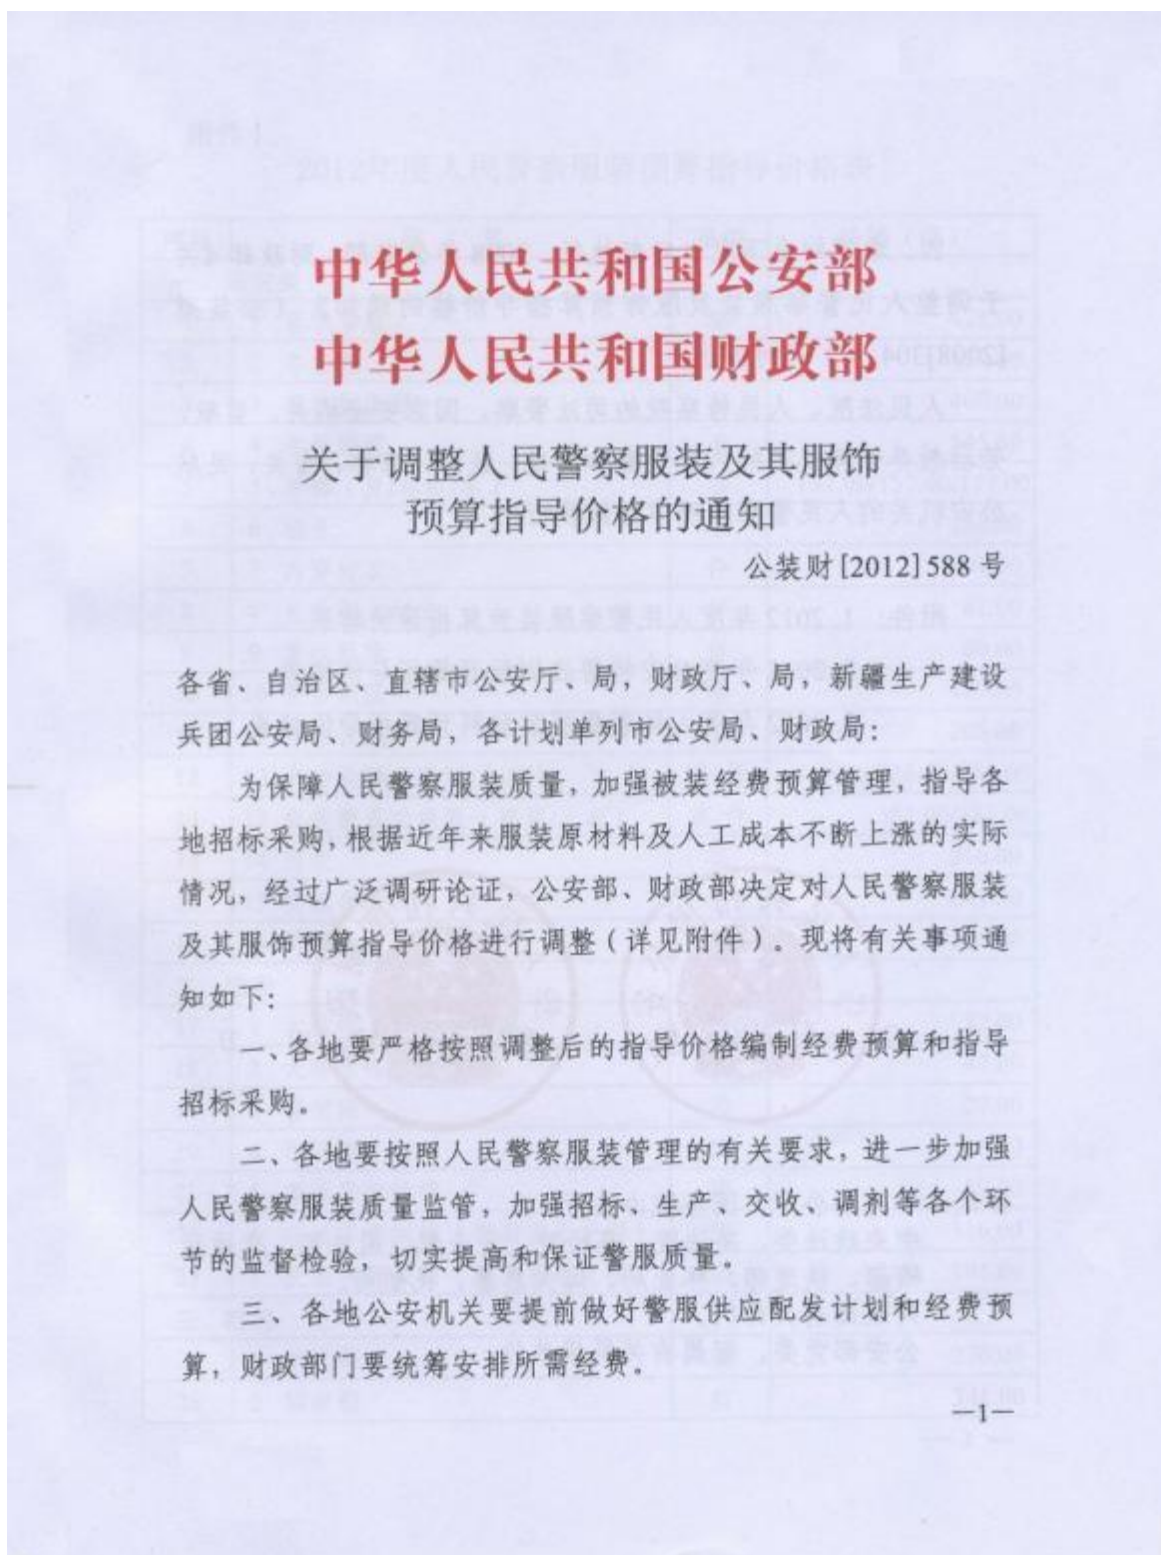 中华人民共和国公安部
中华人民共和国财政部
关于调整人民警察服装及其服饰
预算指导价格的通知
公装财[2012]588号
各省、自治区、直辖市公安厅、局，财政厅、局，新疆生产建设
兵团公安局、财务局，各计划单列市公安局、财政局：
为保障人民警察服装质量，加强被装经费预算管理，指导各
地招标采购，根据近年来服装原材料及人工成本不断上涨的实际
情况，经过广泛调研论证，公安部、财政部决定对人民警察服装
及其服饰预算指导价格进行调整（详见附件）。现将有关事项通
知如下：
一、各地要严格按照调整后的指导价格编制经费预算和指导
招标采购。
二、各地要按照人民警察服装管理的有关要求，进一步加强
人民警察服装质量监管，加强招标、生产、交收、调剂等各个环
节的监督检验，切实提高和保证警服质量。
三、各地公安机关要提前做好警服供应配发计划和经费预
算，财政部门要统筹安排所需经费。
—1—